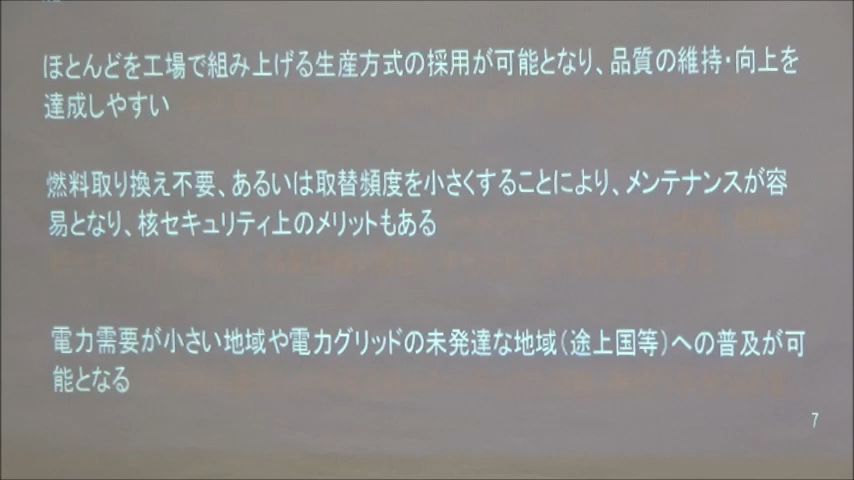 ほとんどを工場で組み上げる生産方式の採用が可能となり、品質の維持・向上を
達成しやすい
燃料取り換え不要、あるいは取替頻度を小さくすることにより、メンテナンスが容
易となり、核セキュリティ上のメリットもある
電力需要が小さい地域や電力グリッドの未発達な地域(途上国等)への普及が可
能となる
7